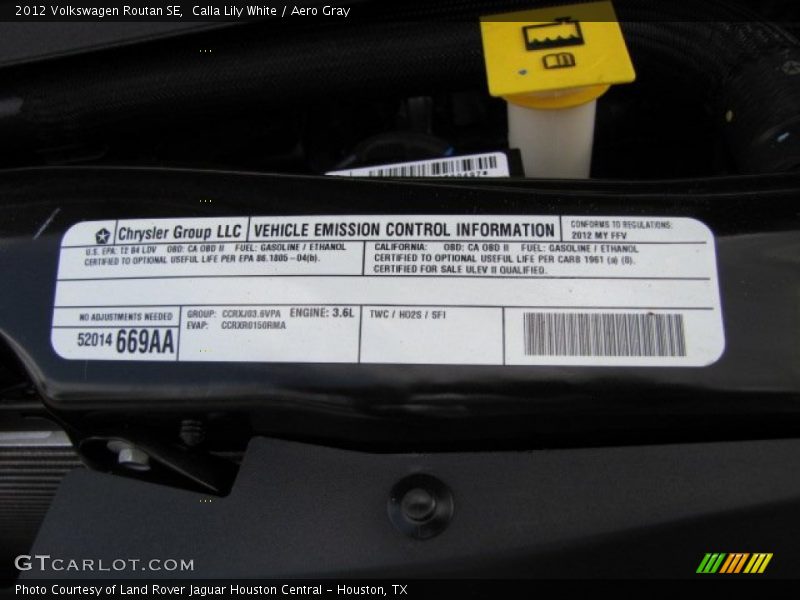 2012 Volkswagen Routan SE, Calla Lily White / Aero Gray
Chrysler Group LLC
VEHICLE EMISSION CONTROL INFORMATION
CONFORMS TO REGULATIONS:
2012 MY FFV
U.S. EPA: T2 B4 LDV OBD: CA OBD II FUEL: GASOLINE / ETHANOL
CERTIFIED TO OPTIONAL USEFUL LIFE PER EPA 86.1805-04(b).
CALIFORNIA: OBD: CA OBD II FUEL: GASOLINE / ETHANOL
CERTIFIED TO OPTIONAL USEFUL LIFE PER CARB 1961 (a) (8).
CERTIFIED FOR SALE ULEV II QUALIFIED.
NO ADJUSTMENTS NEEDED
52014 669AA
GROUP: CCRXJ03.6VPA ENGINE: 3.6L
EVAP: CCRXR0150RMA
TWC / HO2S / SFI
GTCARLOT.COM
Photo Courtesy of Land Rover Jaguar Houston Central - Houston, TX